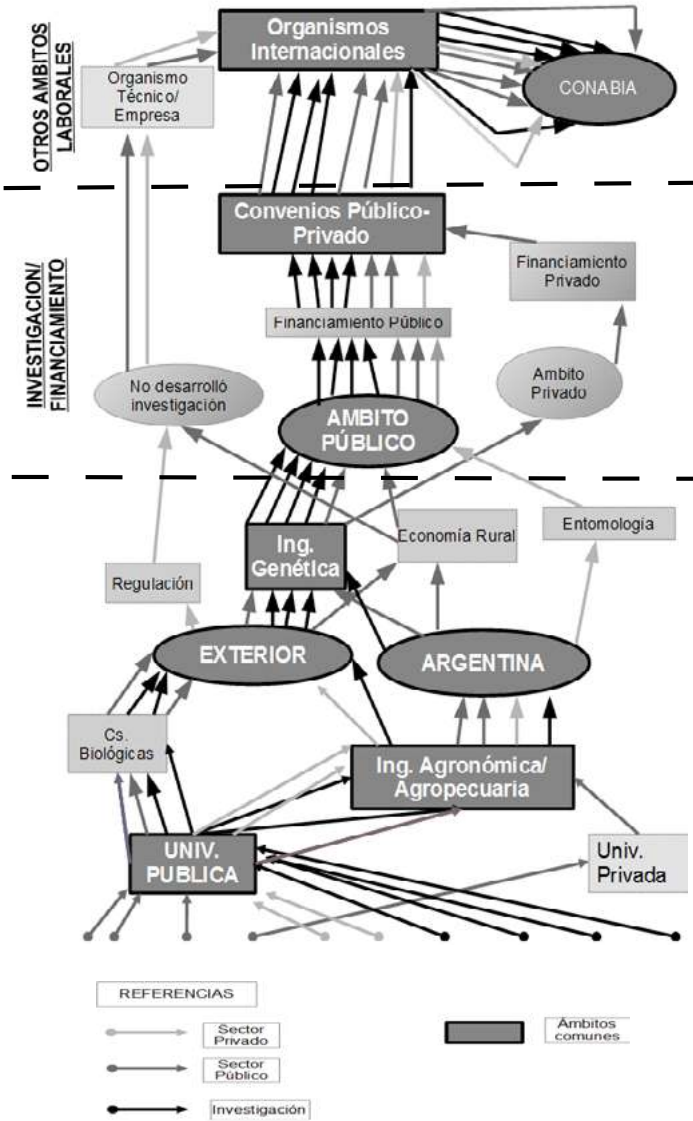 OTROS AMBITOS
LABORALES
Organismos
Internacionales
Organismo
Técnico/
Empresa
CONABIA
INVESTIGACION/
FINANCIAMIENTO
Convenios Público-
Privado
Financiamiento
Privado
Financiamiento Público
No desarrolló
investigación
Ambito
Privado
AMBITO
PÚBLICO
Ing.
Genética
Economía Rural
Entomología
Regulación
EXTERIOR
ARGENTINA
Cs.
Biológicas
Ing. Agronómica/
Agropecuaria
UNIV.
PUBLICA
Univ.
Privada
REFERENCIAS
Sector
Privado
Ámbitos
comunes
Sector
Público
Investigación